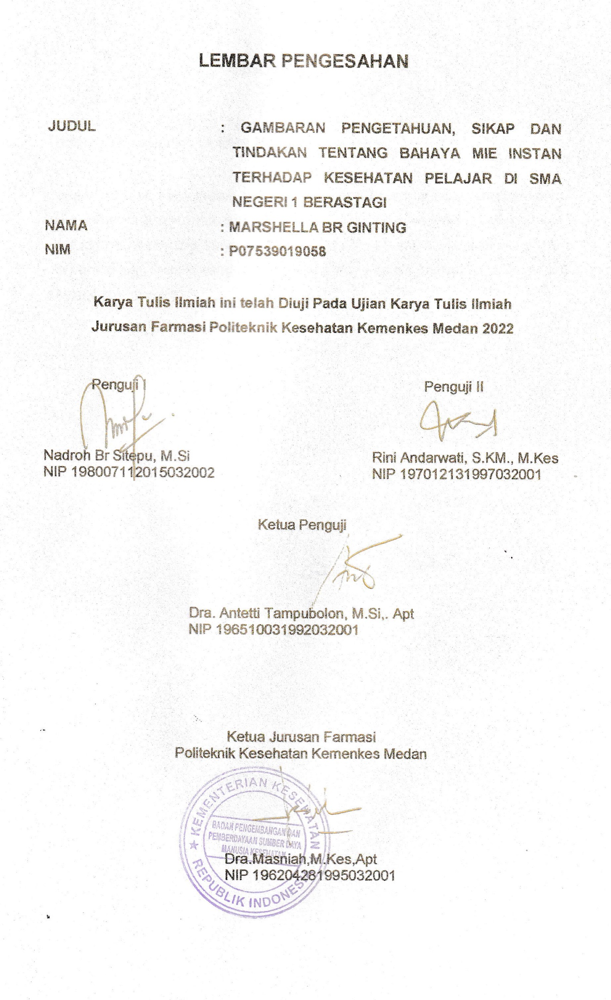 LEMBAR PENGESAHAN
JUDUL : GAMBARAN PENGETAHUAN, SIKAP DAN
TINDAKAN TENTANG BAHAYA MIE INSTAN
TERHADAP KESEHATAN PELAJAR DI SMA
NEGERI 1 BERASTAGI
NAMA : MARSHELLA BR GINTING
NIM : P07539019058
Karya Tulis Ilmiah ini telah Diuji Pada Ujian Karya Tulis Ilmiah
Jurusan Farmasi Politeknik Kesehatan Kemenkes Medan 2022
Penguji I
Nadroh Br Sitepu, M.Si
NIP 198007112015032002
Penguji II
Rini Andarwati, S.KM., M.Kes
NIP 197012131997032001
Ketua Penguji
Dra. Antetti Tampubolon, M.Si,. Apt
NIP 196510031992032001
Ketua Jurusan Farmasi
Politeknik Kesehatan Kemenkes Medan
KEMENTERIAN KESEHATAN
BADAN PENGEMBANGAN DAN
PEMBERDAYAAN SUMBER DAYA
MANUSIA KESEHATAN
REPUBLIK INDONESIA
Dra.Masniah,M.Kes,Apt
NIP 196204281995032001